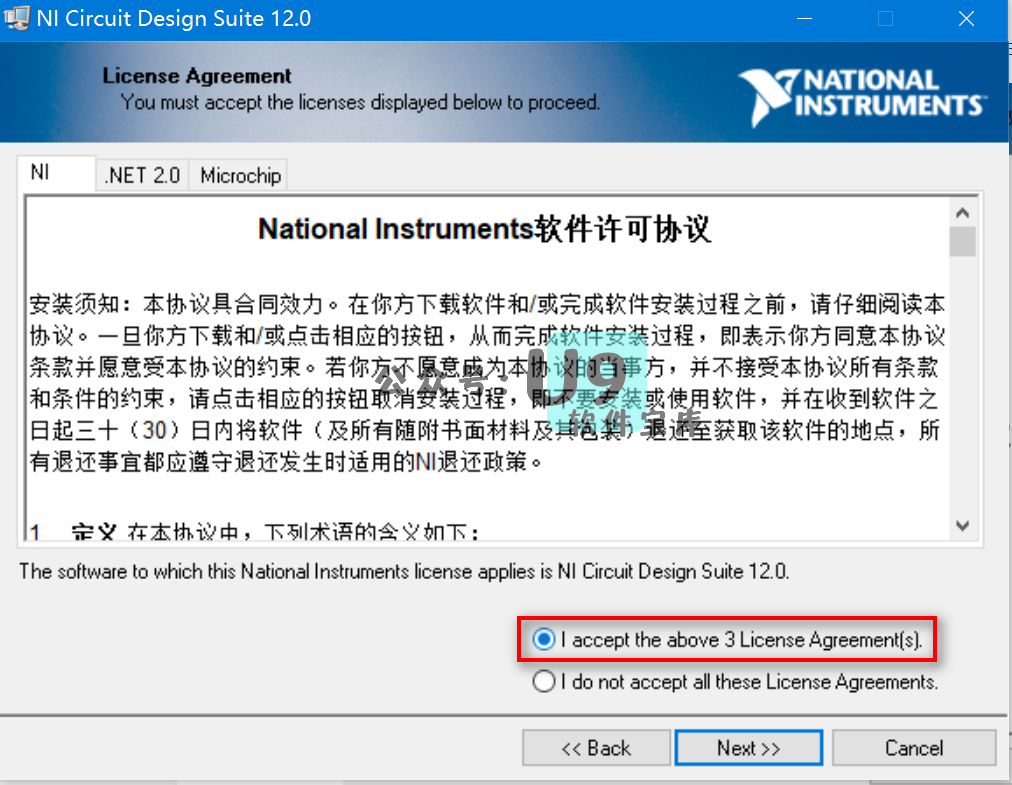 NI Circuit Design Suite 12.0
License Agreement
You must accept the licenses displayed below to proceed.
NATIONAL
INSTRUMENTS
NI
.NET 2.0
Microchip
National Instruments软件许可协议
安装须知：本协议具合同效力。在你方下载软件和/或完成软件安装过程之前，请仔细阅读本
协议。一旦你方下载和/或点击相应的按钮，从而完成软件安装过程，即表示你方同意本协议
条款并愿意受本协议的约束。若你方不愿意成为本协议的当事方，并不接受本协议所有条款
和条件的约束，请点击相应的按钮取消安装过程，即不要安装或使用软件，并在收到软件之
日起三十（30）日内将软件（及所有随附书面材料及其包装）退还至获取该软件的地点，所
有退还事宜都应遵守退还发生时适用的NI退还政策。
公众号：U9
软件宝库
1 定义 在本协议中，下列术语的含义如下：
The software to which this National Instruments license applies is NI Circuit Design Suite 12.0.
I accept the above 3 License Agreement(s).
I do not accept all these License Agreements.
<< Back
Next >>
Cancel